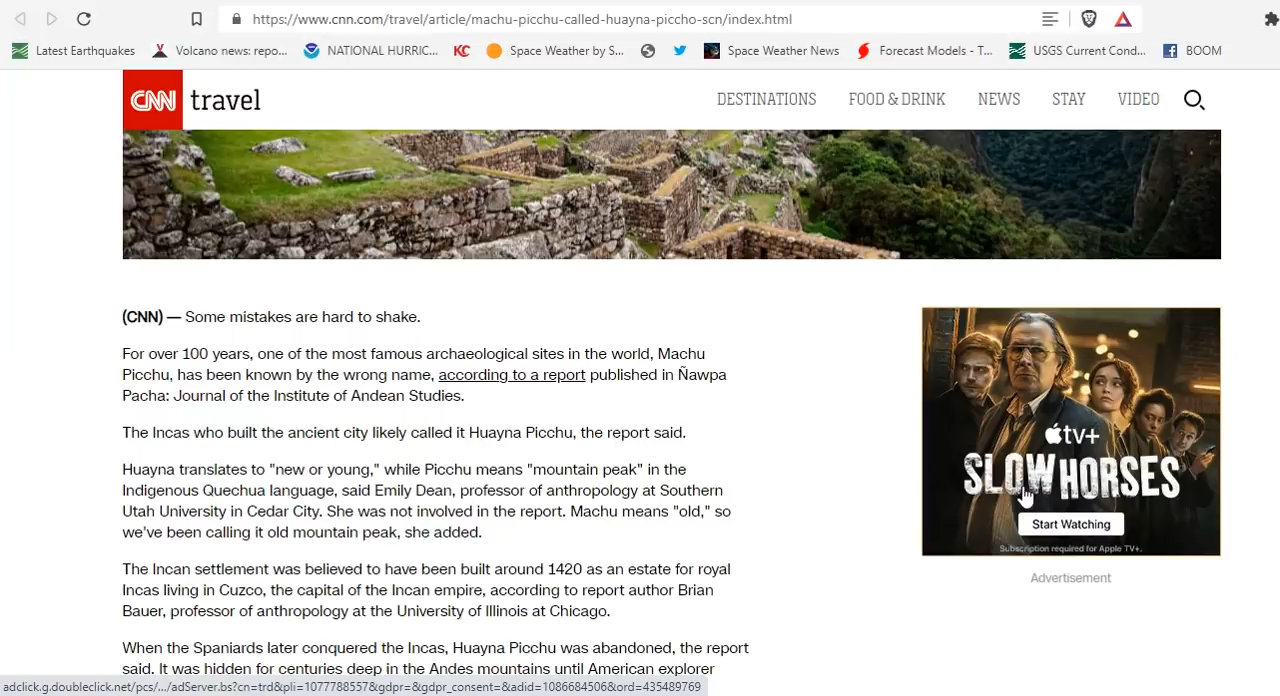 https://www.cnn.com/travel/article/machu-picchu-called-huayna-piccho-scn/index.html
Latest Earthquakes
Volcano news: repo...
NATIONAL HURRIC...
KC
Space Weather by S...
Space Weather News
Forecast Models - T...
USGS Current Cond...
BOOM
CNN travel
DESTINATIONS
FOOD & DRINK
NEWS
STAY
VIDEO
(CNN) — Some mistakes are hard to shake.
For over 100 years, one of the most famous archaeological sites in the world, Machu
Picchu, has been known by the wrong name, according to a report published in Ñawpa
Pacha: Journal of the Institute of Andean Studies.
The Incas who built the ancient city likely called it Huayna Picchu, the report said.
Huayna translates to "new or young," while Picchu means "mountain peak" in the
Indigenous Quechua language, said Emily Dean, professor of anthropology at Southern
Utah University in Cedar City. She was not involved in the report. Machu means "old," so
we've been calling it old mountain peak, she added.
The Incan settlement was believed to have been built around 1420 as an estate for royal
Incas living in Cuzco, the capital of the Incan empire, according to report author Brian
Bauer, professor of anthropology at the University of Illinois at Chicago.
When the Spaniards later conquered the Incas, Huayna Picchu was abandoned, the report
said. It was hidden for centuries deep in the Andes mountains until American explorer
tv+
SLOW HORSES
Start Watching
Subscription required for Apple TV+.
Advertisement
adclick.g.doubleclick.net/pcs/.../adServer.bs?cn=trd&pli=1077788557&gdpr=&gdpr_consent=&adid=1086684506&ord=435489769